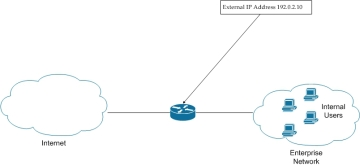 External IP Address 192.0.2.10
Internal
Users
Internet
Enterprise
Network